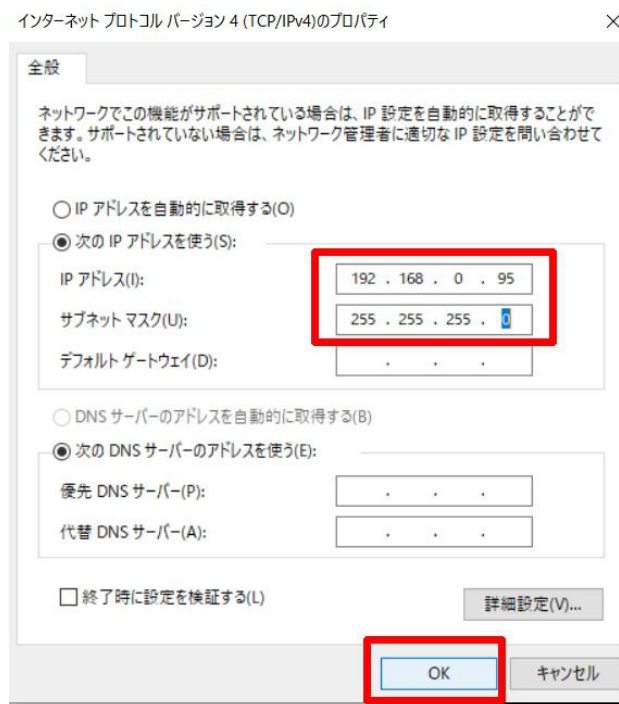 インターネット プロトコル バージョン 4 (TCP/IPv4)のプロパティ
全般
ネットワークでこの機能がサポートされている場合は、IP 設定を自動的に取得することがで
きます。サポートされていない場合は、ネットワーク管理者に適切な IP 設定を問い合わせて
ください。
IP アドレスを自動的に取得する(O)
次の IP アドレスを使う(S):
IP アドレス(I): 192 . 168 . 0 . 95
サブネット マスク(U): 255 . 255 . 255 . 0
デフォルト ゲートウェイ(D): . . .
DNS サーバーのアドレスを自動的に取得する(B)
次の DNS サーバーのアドレスを使う(E):
優先 DNS サーバー(P): . . .
代替 DNS サーバー(A): . . .
終了時に設定を検証する(L)
詳細設定(V)...
OK キャンセル